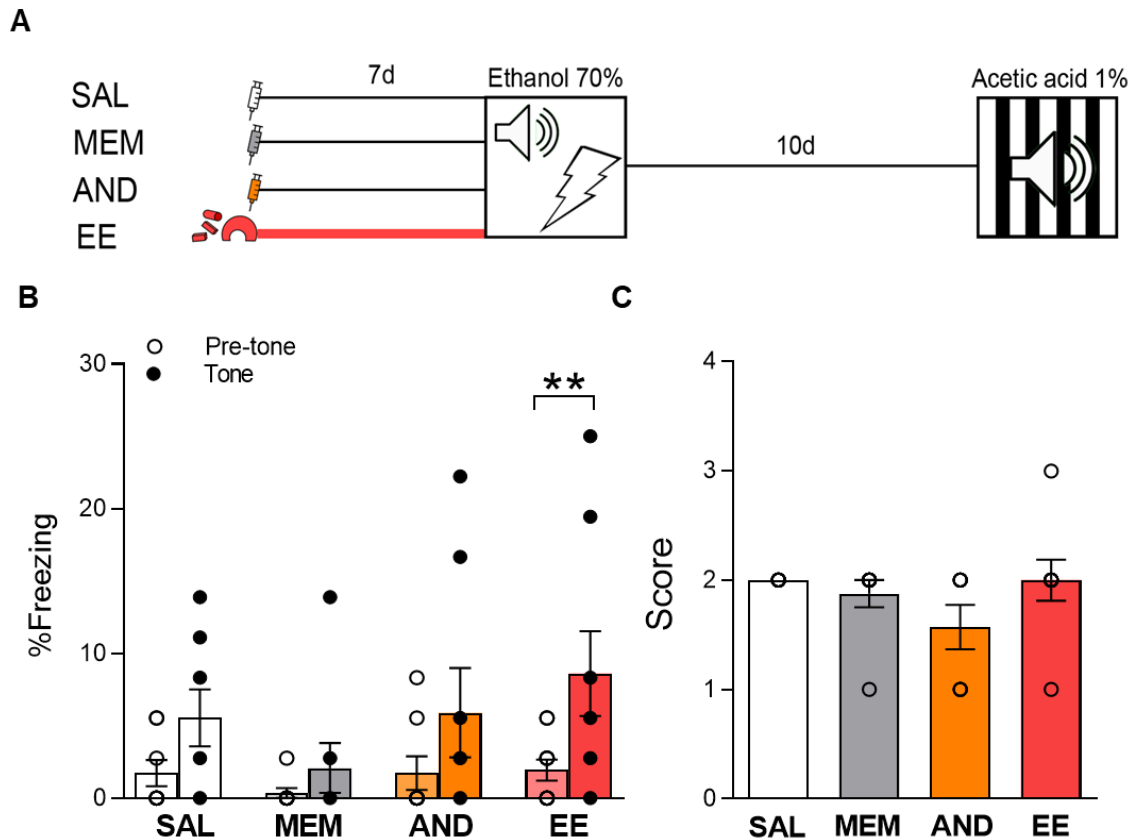 A
SAL
MEM
AND
EE
7d
Ethanol 70%
10d
Acetic acid 1%
B
Pre-tone
Tone
%Freezing
30
20
10
0
**
SAL MEM AND EE
C
Score
4
3
2
1
0
SAL MEM AND EE